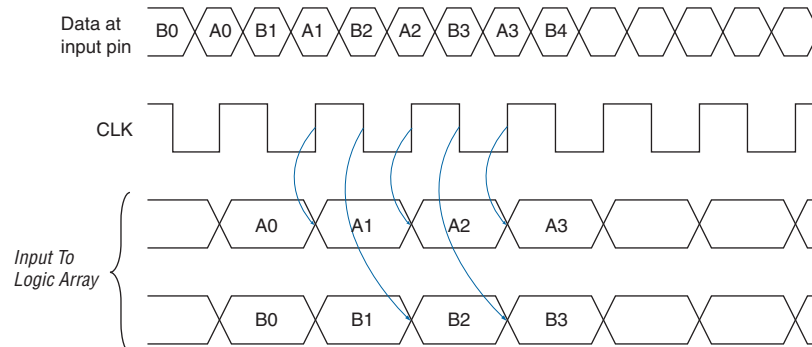 Data at
input pin
B0 A0 B1 A1 B2 A2 B3 A3 B4
CLK
Input To
Logic Array
A0 A1 A2 A3
B0 B1 B2 B3